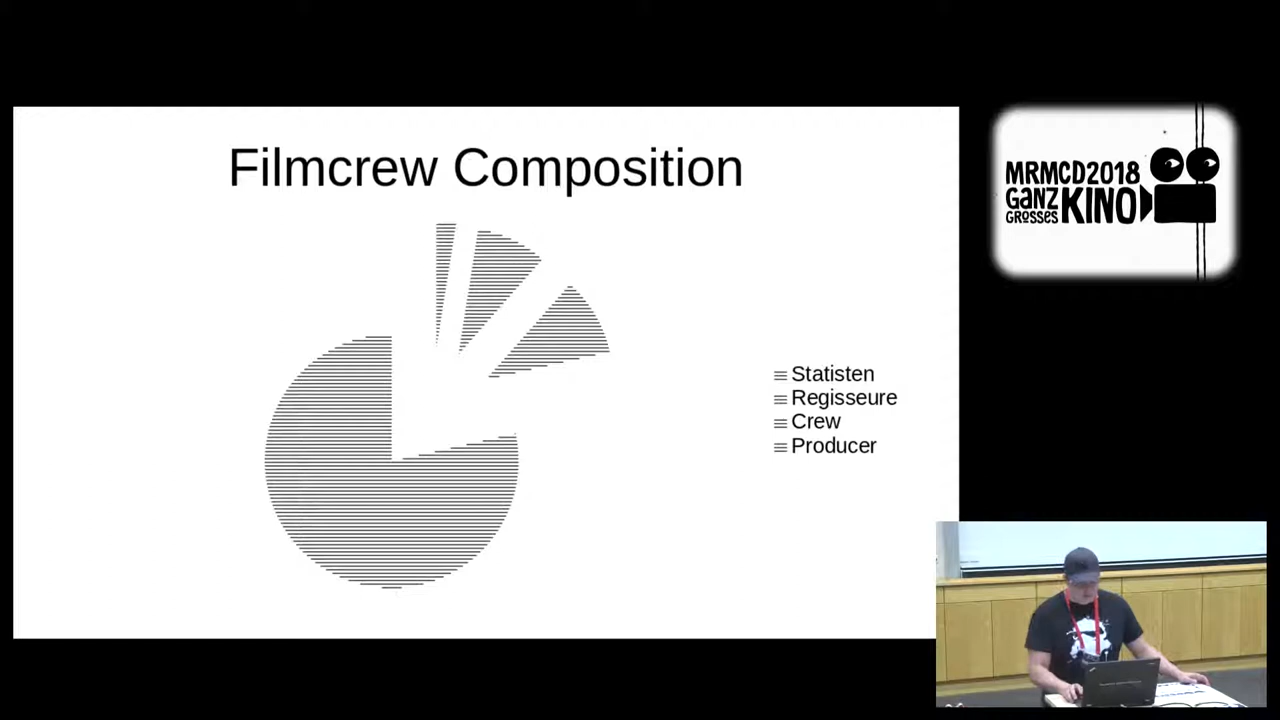 Filmcrew Composition
Statisten
Regisseure
Crew
Producer
MRMCD2018
GANZ
GROSSES
KINO